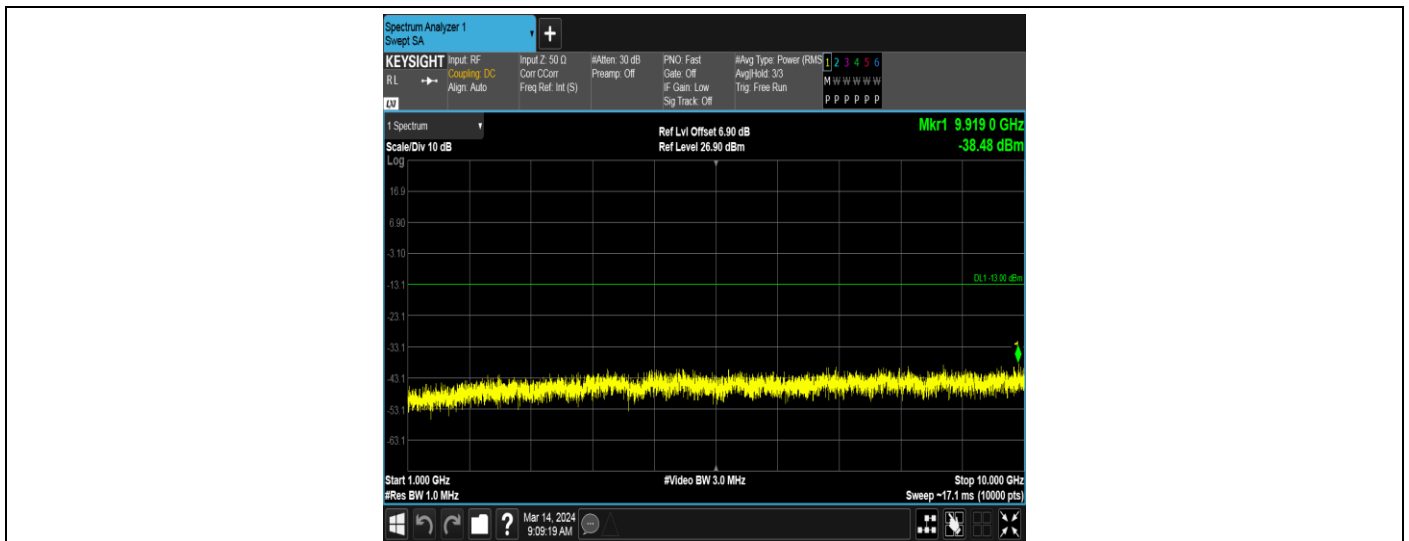 Spectrum Analyzer 1
Swept SA
+
KEYSIGHT
RL
Input: RF
Coupling: DC
Align: Auto
Input Z: 50 Ω
Corr CCorr
Freq Ref: Int (S)
#Atten: 30 dB
Preamp: Off
PNO: Fast
Gate: Off
IF Gain: Low
Sig Track: Off
#Avg Type: Power (RMS
Avg|Hold: 3/3
Trig: Free Run
1 2 3 4 5 6
M W W W W W
P P P P P P
1 Spectrum
Scale/Div 10 dB
Log
Ref Lvl Offset 6.90 dB
Ref Level 26.90 dBm
Mkr1 9.919 0 GHz
-38.48 dBm
16.9
6.90
-3.10
DL1 -13.00 dBm
-13.1
-23.1
-33.1
1
-43.1
-53.1
-63.1
Start 1.000 GHz
#Res BW 1.0 MHz
#Video BW 3.0 MHz
Stop 10.000 GHz
Sweep ~17.1 ms (10000 pts)
?
Mar 14, 2024
9:09:19 AM